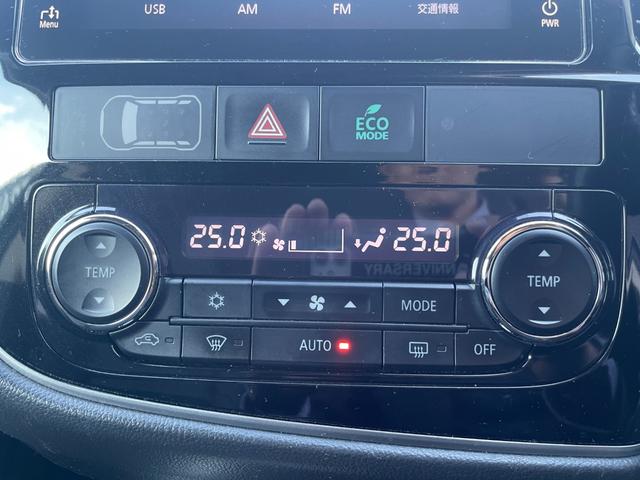 Menu USB AM FM 交通情報 PWR
ECO
MODE
25.0 25.0
TEMP ANNIVERSARY TEMP
MODE
AUTO OFF